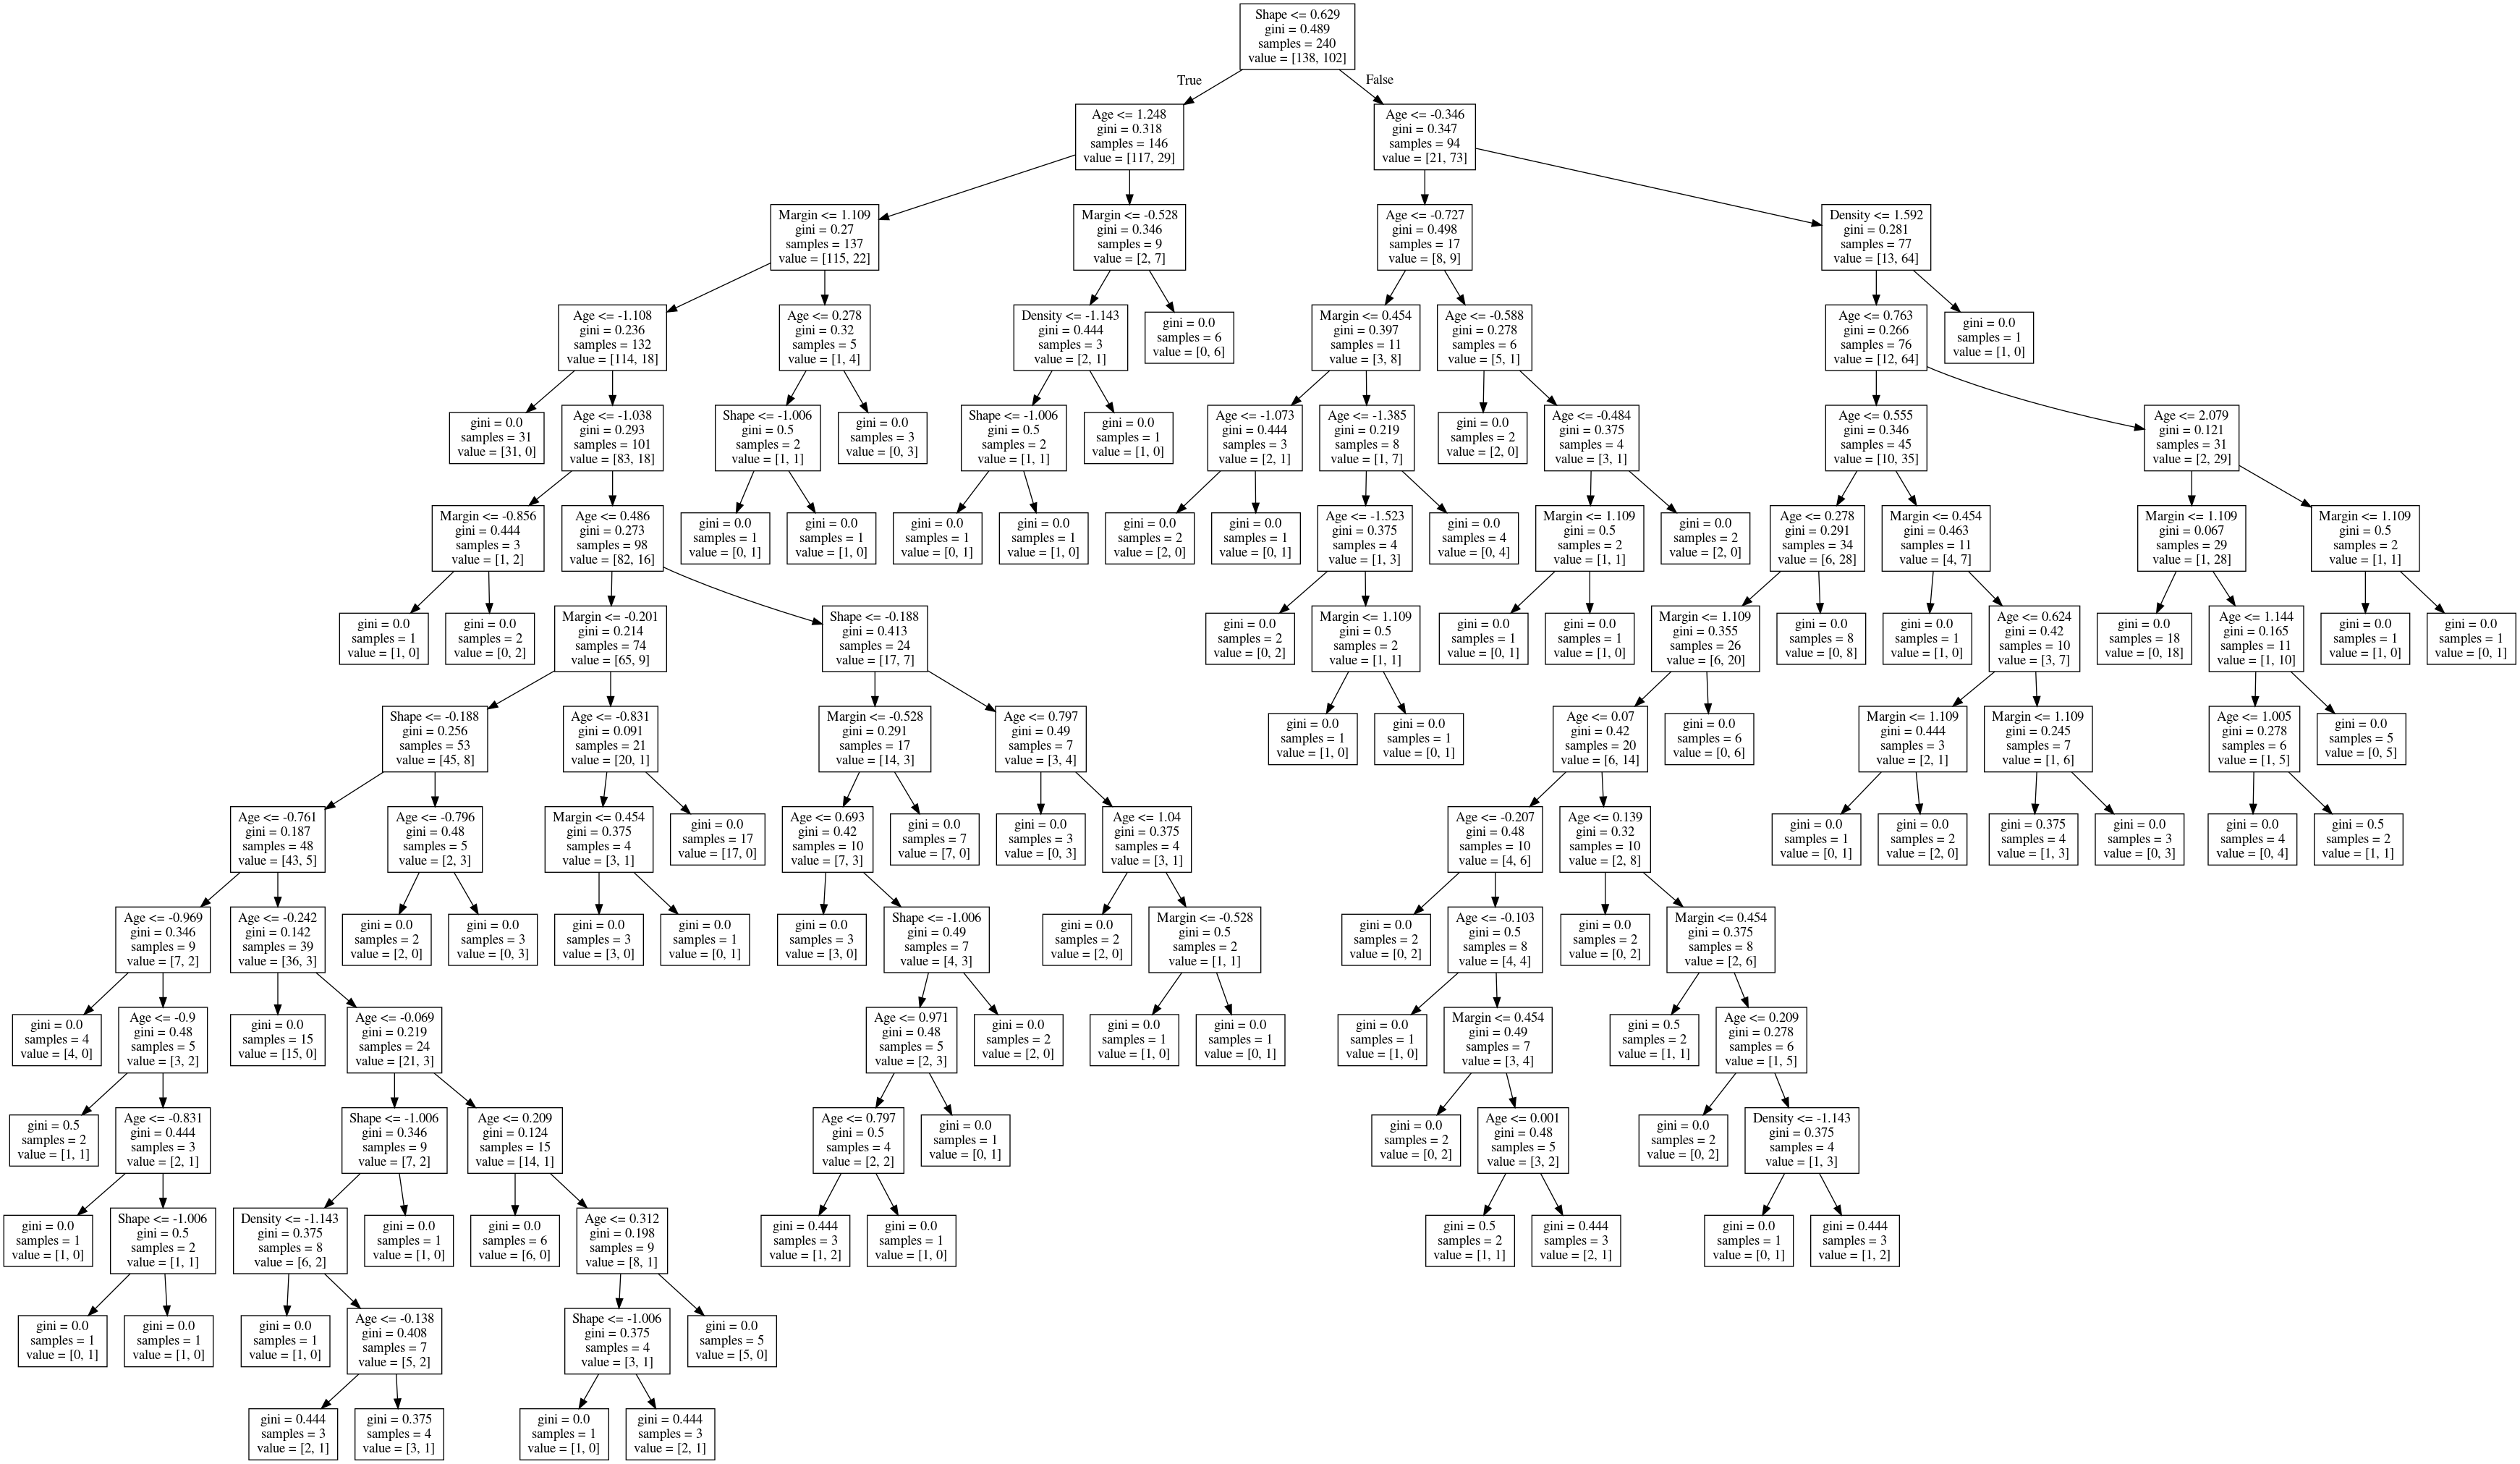 Shape <= 0.629
gini = 0.489
samples = 240
value = [138, 102]
True
False
Age <= 1.248
gini = 0.318
samples = 146
value = [117, 29]
Age <= -0.346
gini = 0.347
samples = 94
value = [21, 73]
Margin <= 1.109
gini = 0.27
samples = 137
value = [115, 22]
Margin <= -0.528
gini = 0.346
samples = 9
value = [2, 7]
Age <= -0.727
gini = 0.498
samples = 17
value = [8, 9]
Density <= 1.592
gini = 0.281
samples = 77
value = [13, 64]
Age <= -1.108
gini = 0.236
samples = 132
value = [114, 18]
Age <= 0.278
gini = 0.32
samples = 5
value = [1, 4]
Density <= -1.143
gini = 0.444
samples = 3
value = [2, 1]
gini = 0.0
samples = 6
value = [0, 6]
Margin <= 0.454
gini = 0.397
samples = 11
value = [3, 8]
Age <= -0.588
gini = 0.278
samples = 6
value = [5, 1]
Age <= 0.763
gini = 0.266
samples = 76
value = [12, 64]
gini = 0.0
samples = 1
value = [1, 0]
gini = 0.0
samples = 31
value = [31, 0]
Age <= -1.038
gini = 0.293
samples = 101
value = [83, 18]
Shape <= -1.006
gini = 0.5
samples = 2
value = [1, 1]
gini = 0.0
samples = 3
value = [0, 3]
Shape <= -1.006
gini = 0.5
samples = 2
value = [1, 1]
gini = 0.0
samples = 1
value = [1, 0]
Age <= -1.073
gini = 0.444
samples = 3
value = [2, 1]
Age <= -1.385
gini = 0.219
samples = 8
value = [1, 7]
gini = 0.0
samples = 2
value = [2, 0]
Age <= -0.484
gini = 0.375
samples = 4
value = [3, 1]
Age <= 0.555
gini = 0.346
samples = 45
value = [10, 35]
Age <= 2.079
gini = 0.121
samples = 31
value = [2, 29]
Margin <= -0.856
gini = 0.444
samples = 3
value = [1, 2]
Age <= 0.486
gini = 0.273
samples = 98
value = [82, 16]
gini = 0.0
samples = 1
value = [0, 1]
gini = 0.0
samples = 1
value = [1, 0]
gini = 0.0
samples = 1
value = [0, 1]
gini = 0.0
samples = 1
value = [1, 0]
gini = 0.0
samples = 2
value = [2, 0]
gini = 0.0
samples = 1
value = [0, 1]
Age <= -1.523
gini = 0.375
samples = 4
value = [1, 3]
gini = 0.0
samples = 4
value = [0, 4]
Margin <= 1.109
gini = 0.5
samples = 2
value = [1, 1]
gini = 0.0
samples = 2
value = [2, 0]
Age <= 0.278
gini = 0.291
samples = 34
value = [6, 28]
Margin <= 0.454
gini = 0.463
samples = 11
value = [4, 7]
Margin <= 1.109
gini = 0.067
samples = 29
value = [1, 28]
Margin <= 1.109
gini = 0.5
samples = 2
value = [1, 1]
gini = 0.0
samples = 1
value = [1, 0]
gini = 0.0
samples = 2
value = [0, 2]
Margin <= -0.201
gini = 0.214
samples = 74
value = [65, 9]
Shape <= -0.188
gini = 0.413
samples = 24
value = [17, 7]
gini = 0.0
samples = 2
value = [0, 2]
Margin <= 1.109
gini = 0.5
samples = 2
value = [1, 1]
gini = 0.0
samples = 1
value = [0, 1]
gini = 0.0
samples = 1
value = [1, 0]
Margin <= 1.109
gini = 0.355
samples = 26
value = [6, 20]
gini = 0.0
samples = 8
value = [0, 8]
gini = 0.0
samples = 1
value = [1, 0]
Age <= 0.624
gini = 0.42
samples = 10
value = [3, 7]
gini = 0.0
samples = 18
value = [0, 18]
Age <= 1.144
gini = 0.165
samples = 11
value = [1, 10]
gini = 0.0
samples = 1
value = [1, 0]
gini = 0.0
samples = 1
value = [0, 1]
Shape <= -0.188
gini = 0.256
samples = 53
value = [45, 8]
Age <= -0.831
gini = 0.091
samples = 21
value = [20, 1]
Margin <= -0.528
gini = 0.291
samples = 17
value = [14, 3]
Age <= 0.797
gini = 0.49
samples = 7
value = [3, 4]
gini = 0.0
samples = 1
value = [1, 0]
gini = 0.0
samples = 1
value = [0, 1]
Age <= 0.07
gini = 0.42
samples = 20
value = [6, 14]
gini = 0.0
samples = 6
value = [0, 6]
Margin <= 1.109
gini = 0.444
samples = 3
value = [2, 1]
Margin <= 1.109
gini = 0.245
samples = 7
value = [1, 6]
Age <= 1.005
gini = 0.278
samples = 6
value = [1, 5]
gini = 0.0
samples = 5
value = [0, 5]
Age <= -0.761
gini = 0.187
samples = 48
value = [43, 5]
Age <= -0.796
gini = 0.48
samples = 5
value = [2, 3]
Margin <= 0.454
gini = 0.375
samples = 4
value = [3, 1]
gini = 0.0
samples = 17
value = [17, 0]
Age <= 0.693
gini = 0.42
samples = 10
value = [7, 3]
gini = 0.0
samples = 7
value = [7, 0]
gini = 0.0
samples = 3
value = [0, 3]
Age <= 1.04
gini = 0.375
samples = 4
value = [3, 1]
Age <= -0.207
gini = 0.48
samples = 10
value = [4, 6]
Age <= 0.139
gini = 0.32
samples = 10
value = [2, 8]
gini = 0.0
samples = 1
value = [0, 1]
gini = 0.0
samples = 2
value = [2, 0]
gini = 0.375
samples = 4
value = [1, 3]
gini = 0.0
samples = 3
value = [0, 3]
gini = 0.0
samples = 4
value = [0, 4]
gini = 0.5
samples = 2
value = [1, 1]
Age <= -0.969
gini = 0.346
samples = 9
value = [7, 2]
Age <= -0.242
gini = 0.142
samples = 39
value = [36, 3]
gini = 0.0
samples = 2
value = [2, 0]
gini = 0.0
samples = 3
value = [0, 3]
gini = 0.0
samples = 3
value = [3, 0]
gini = 0.0
samples = 1
value = [0, 1]
gini = 0.0
samples = 3
value = [3, 0]
Shape <= -1.006
gini = 0.49
samples = 7
value = [4, 3]
gini = 0.0
samples = 2
value = [2, 0]
Margin <= -0.528
gini = 0.5
samples = 2
value = [1, 1]
gini = 0.0
samples = 2
value = [0, 2]
Age <= -0.103
gini = 0.5
samples = 8
value = [4, 4]
gini = 0.0
samples = 2
value = [0, 2]
Margin <= 0.454
gini = 0.375
samples = 8
value = [2, 6]
gini = 0.0
samples = 4
value = [4, 0]
Age <= -0.9
gini = 0.48
samples = 5
value = [3, 2]
gini = 0.0
samples = 15
value = [15, 0]
Age <= -0.069
gini = 0.219
samples = 24
value = [21, 3]
Age <= 0.971
gini = 0.48
samples = 5
value = [2, 3]
gini = 0.0
samples = 2
value = [2, 0]
gini = 0.0
samples = 1
value = [1, 0]
gini = 0.0
samples = 1
value = [0, 1]
gini = 0.0
samples = 1
value = [1, 0]
Margin <= 0.454
gini = 0.49
samples = 7
value = [3, 4]
gini = 0.5
samples = 2
value = [1, 1]
Age <= 0.209
gini = 0.278
samples = 6
value = [1, 5]
gini = 0.5
samples = 2
value = [1, 1]
Age <= -0.831
gini = 0.444
samples = 3
value = [2, 1]
Shape <= -1.006
gini = 0.346
samples = 9
value = [7, 2]
Age <= 0.209
gini = 0.124
samples = 15
value = [14, 1]
Age <= 0.797
gini = 0.5
samples = 4
value = [2, 2]
gini = 0.0
samples = 1
value = [0, 1]
gini = 0.0
samples = 2
value = [0, 2]
Age <= 0.001
gini = 0.48
samples = 5
value = [3, 2]
gini = 0.0
samples = 2
value = [0, 2]
Density <= -1.143
gini = 0.375
samples = 4
value = [1, 3]
gini = 0.0
samples = 1
value = [1, 0]
Shape <= -1.006
gini = 0.5
samples = 2
value = [1, 1]
Density <= -1.143
gini = 0.375
samples = 8
value = [6, 2]
gini = 0.0
samples = 1
value = [1, 0]
gini = 0.0
samples = 6
value = [6, 0]
Age <= 0.312
gini = 0.198
samples = 9
value = [8, 1]
gini = 0.444
samples = 3
value = [1, 2]
gini = 0.0
samples = 1
value = [1, 0]
gini = 0.5
samples = 2
value = [1, 1]
gini = 0.444
samples = 3
value = [2, 1]
gini = 0.0
samples = 1
value = [0, 1]
gini = 0.444
samples = 3
value = [1, 2]
gini = 0.0
samples = 1
value = [0, 1]
gini = 0.0
samples = 1
value = [1, 0]
gini = 0.0
samples = 1
value = [1, 0]
Age <= -0.138
gini = 0.408
samples = 7
value = [5, 2]
Shape <= -1.006
gini = 0.375
samples = 4
value = [3, 1]
gini = 0.0
samples = 5
value = [5, 0]
gini = 0.444
samples = 3
value = [2, 1]
gini = 0.375
samples = 4
value = [3, 1]
gini = 0.0
samples = 1
value = [1, 0]
gini = 0.444
samples = 3
value = [2, 1]